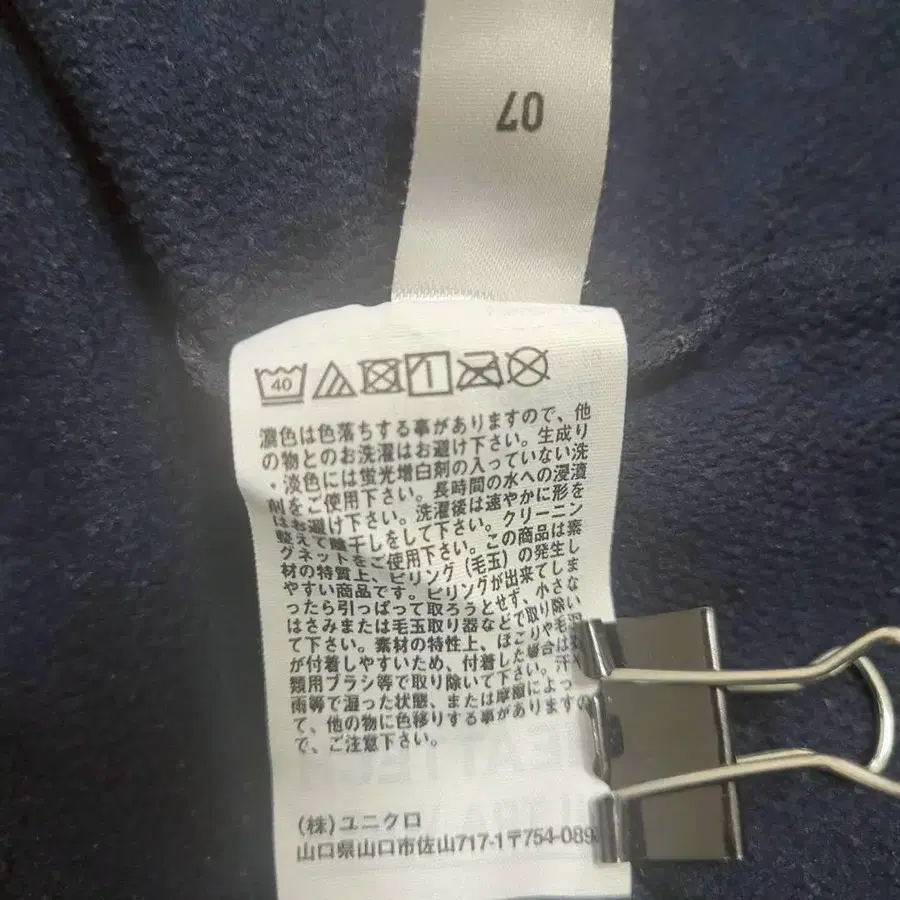 07
40
濃色は色落ちする事がありますので、他
の物とのお洗濯はお避け下さい。生成り
・淡色には蛍光増白剤の入っていない洗
剤をご使用下さい。長時間の水への浸漬
はお避け下さい。洗濯後は速やかに形を
整えて陰干しをして下さい。クリーニン
グネットをご使用下さい。この商品は素
材の特質上、ピリング(毛玉)の発生し
やすい商品です。ピリングが出来てしま
ったら引っぱって取ろうとせず、小さな
はさみまたは毛玉取り器などで取り除い
て下さい。素材の特性上、ほこりや毛羽
が付着しやすいため、付着した場合は
類用ブラシ等で取り除いて下さい。汗や
雨等で湿った状態、または摩擦によっ
て、他の物に色移りする事がありますの
で、ご注意下さい。
(株)ユニクロ
山口県山口市佐山717-1〒754-089